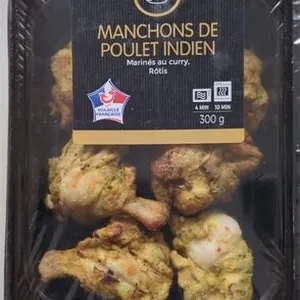 MANCHONS DE
POULET INDIEN
Marinés au curry,
Rôtis
VOLAILLE
FRANÇAISE
4 MIN 10 MIN
300 g